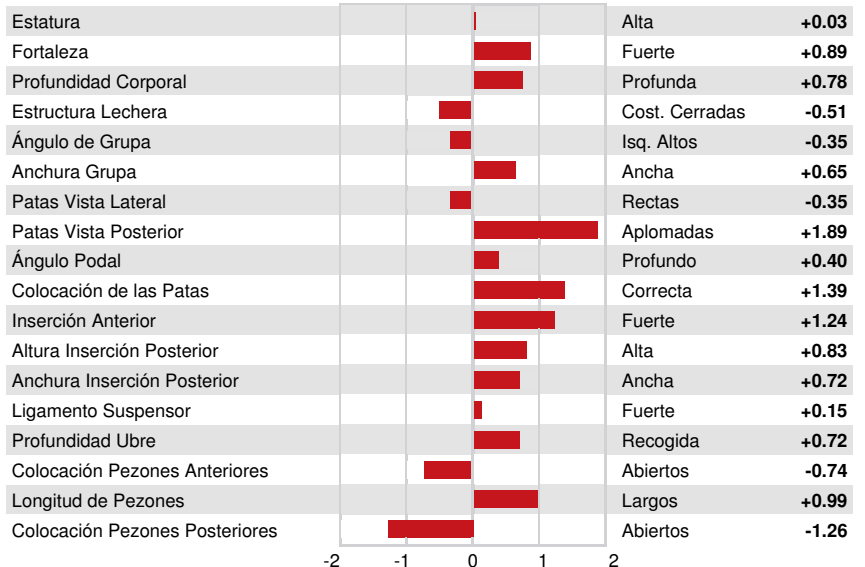 Estatura Alta +0.03
Fortaleza Fuerte +0.89
Profundidad Corporal Profunda +0.78
Estructura Lechera Cost. Cerradas -0.51
Ángulo de Grupa Isq. Altos -0.35
Anchura Grupa Ancha +0.65
Patas Vista Lateral Rectas -0.35
Patas Vista Posterior Aplomadas +1.89
Ángulo Podal Profundo +0.40
Colocación de las Patas Correcta +1.39
Inserción Anterior Fuerte +1.24
Altura Inserción Posterior Alta +0.83
Anchura Inserción Posterior Ancha +0.72
Ligamento Suspensor Fuerte +0.15
Profundidad Ubre Recogida +0.72
Colocación Pezones Anteriores Abiertos -0.74
Longitud de Pezones Largos +0.99
Colocación Pezones Posteriores Abiertos -1.26
-2 -1 0 1 2